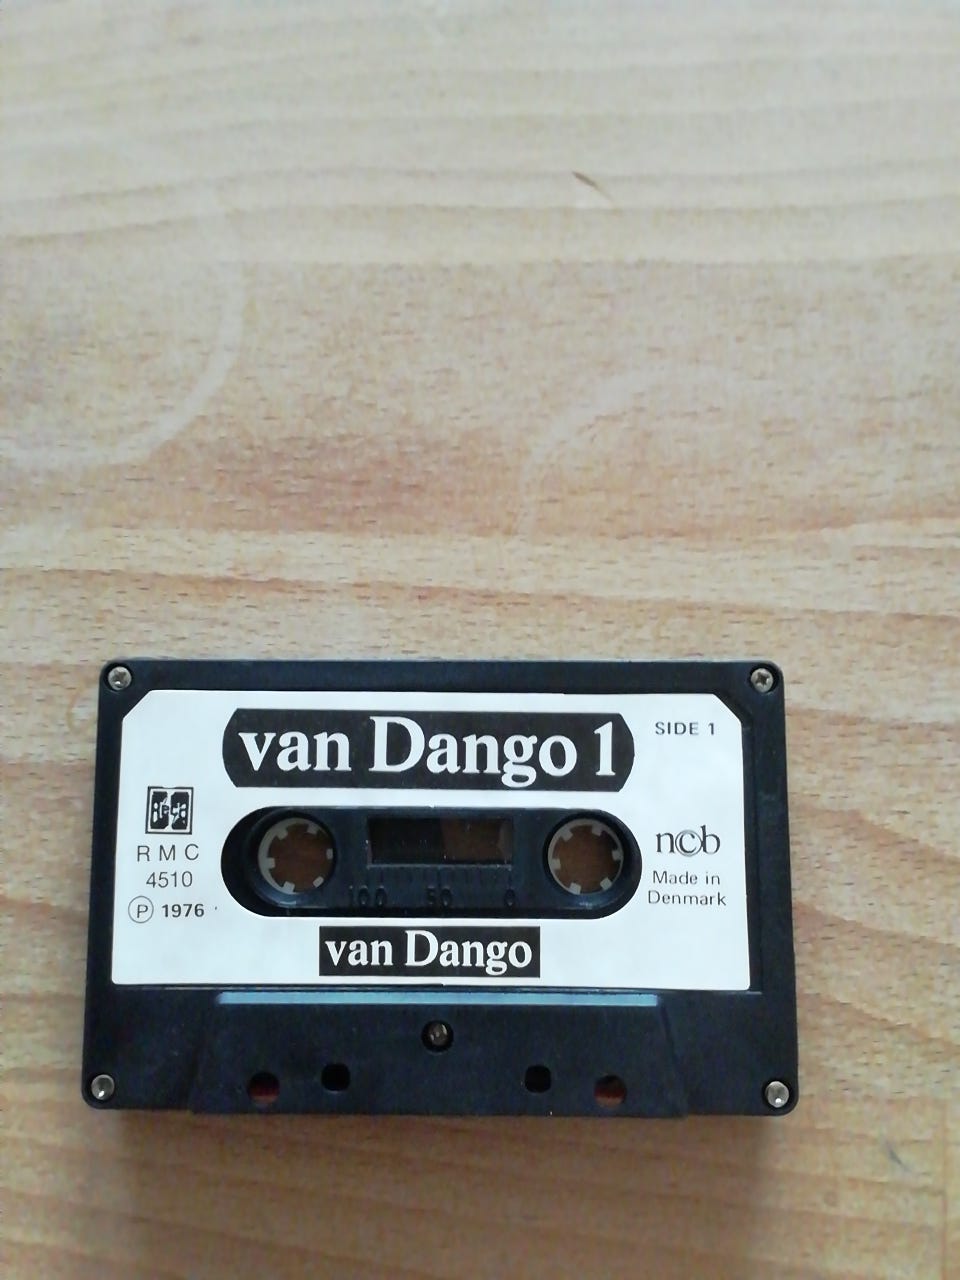 van Dango 1
SIDE 1
RMC
4510
Ⓟ 1976
ncb
Made in
Denmark
100 50 0
van Dango